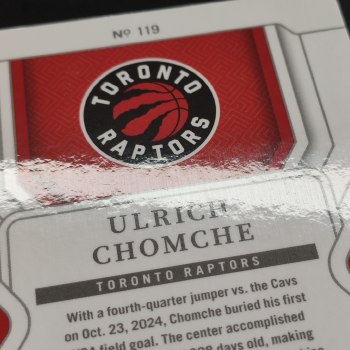 Nº 119
TORONTO
RAPTORS
ULRICH
CHOMCHE
TORONTO RAPTORS
With a fourth-quarter jumper vs. the Cavs
on Oct. 23, 2024, Chomche buried his first
field goal. The center accomplished
days old, making